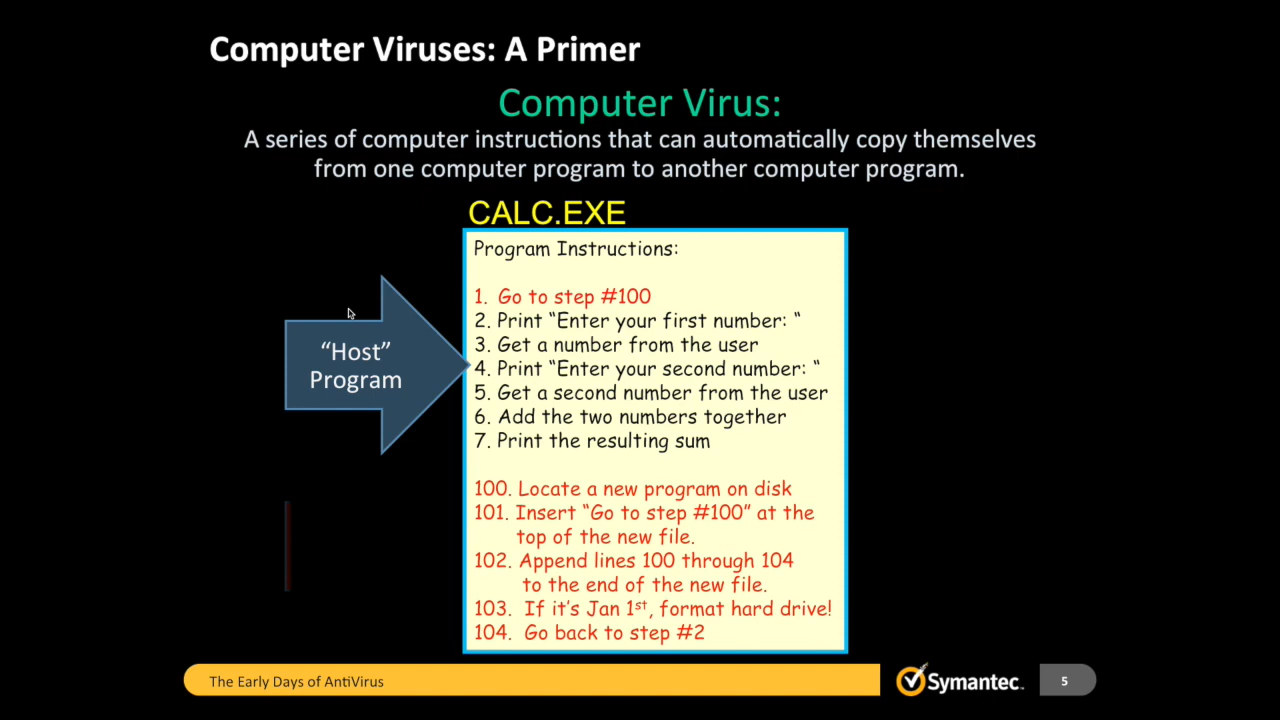 Computer Viruses: A Primer
Computer Virus:
A series of computer instructions that can automatically copy themselves
from one computer program to another computer program.
CALC.EXE
Program Instructions:
1. Go to step #100
2. Print “Enter your first number: “
3. Get a number from the user
4. Print “Enter your second number: “
5. Get a second number from the user
6. Add the two numbers together
7. Print the resulting sum
100. Locate a new program on disk
101. Insert “Go to step #100” at the
top of the new file.
102. Append lines 100 through 104
to the end of the new file.
103. If it’s Jan 1st, format hard drive!
104. Go back to step #2
“Host”
Program
The Early Days of AntiVirus
Symantec.
5